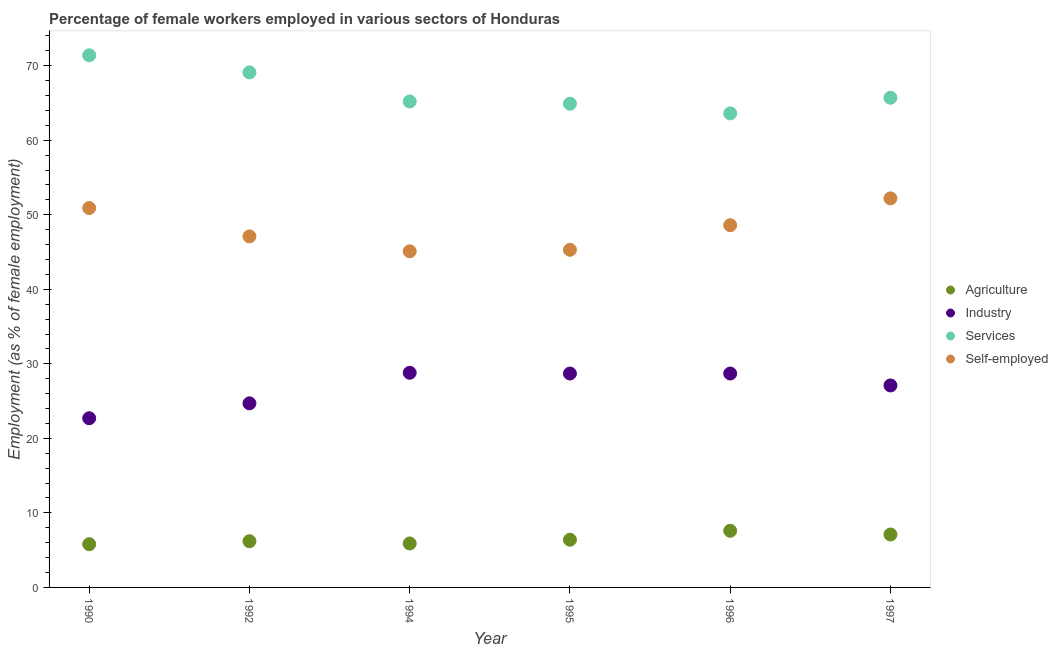 Percentage of female workers employed in various sectors of Honduras
Employment (as % of female employment)
70
60
50
40
30
20
10
0
1990
1992
1994
1995
1996
1997
Year
Agriculture
Industry
Services
Self-employed